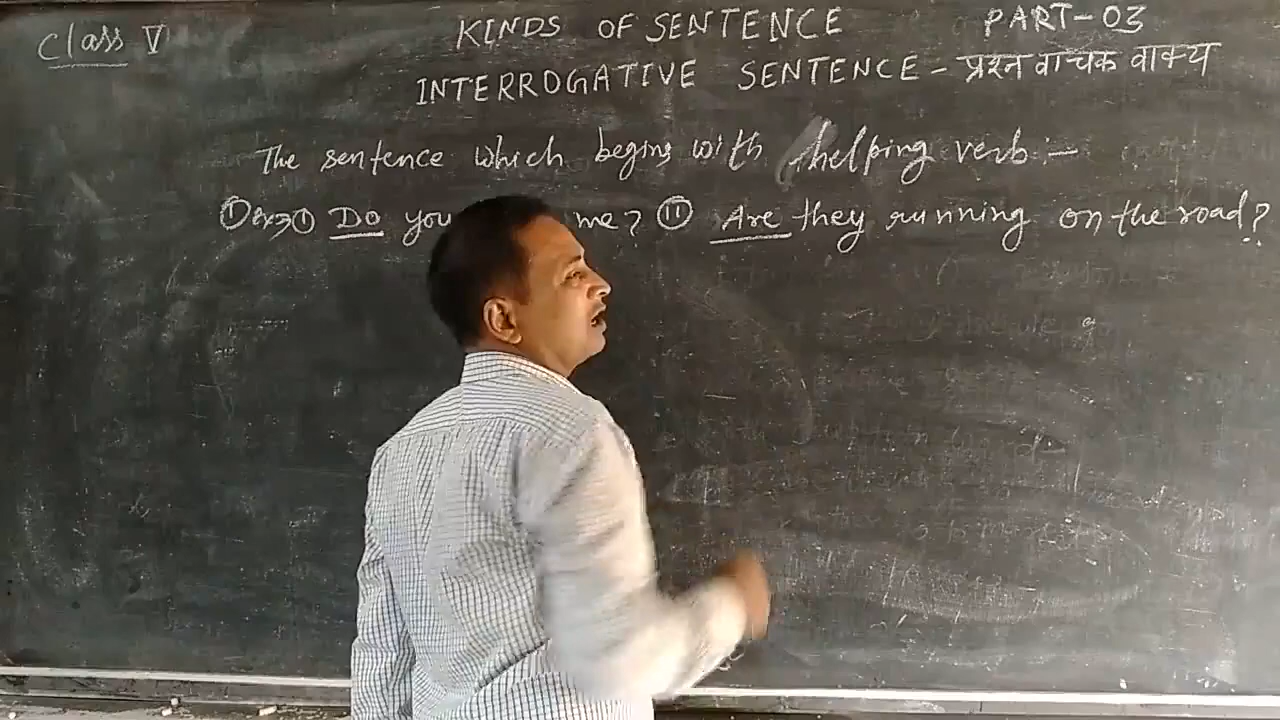 Class V
KINDS OF SENTENCE PART-03
INTERROGATIVE SENTENCE - प्रश्न वाचक वाक्य
The sentence which begins with helping verb :-
① ex→① Do you me? ⑪ Are they running on the road?